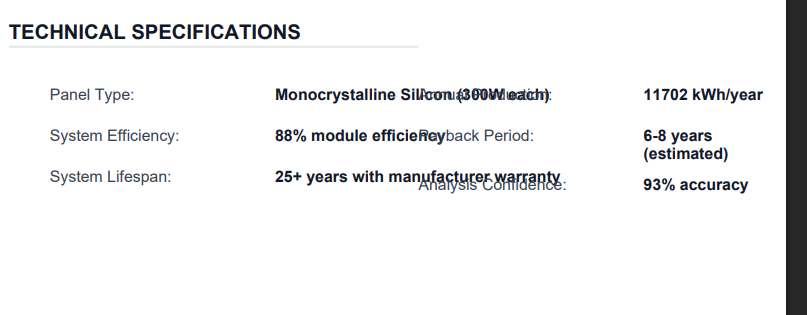 TECHNICAL SPECIFICATIONS
Panel Type: Monocrystalline Silicon (300W each)
Annual Production: 11702 kWh/year
System Efficiency: 88% module efficiency
Payback Period: 6-8 years
(estimated)
System Lifespan: 25+ years with manufacturer warranty
Analysis Confidence: 93% accuracy